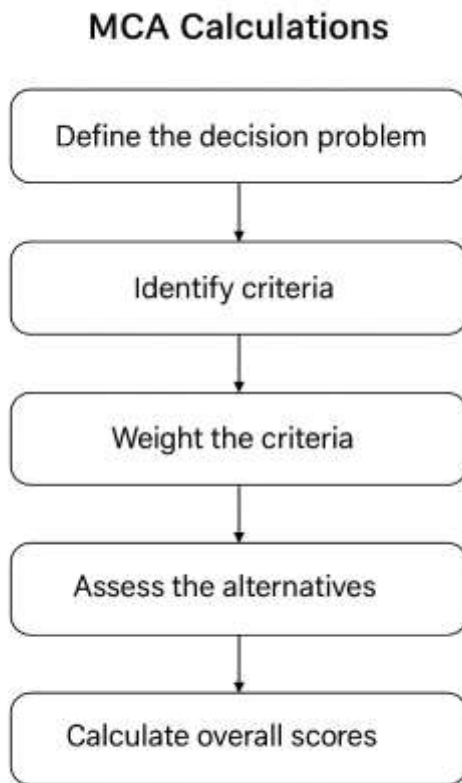 MCA Calculations
Define the decision problem
Identify criteria
Weight the criteria
Assess the alternatives
Calculate overall scores